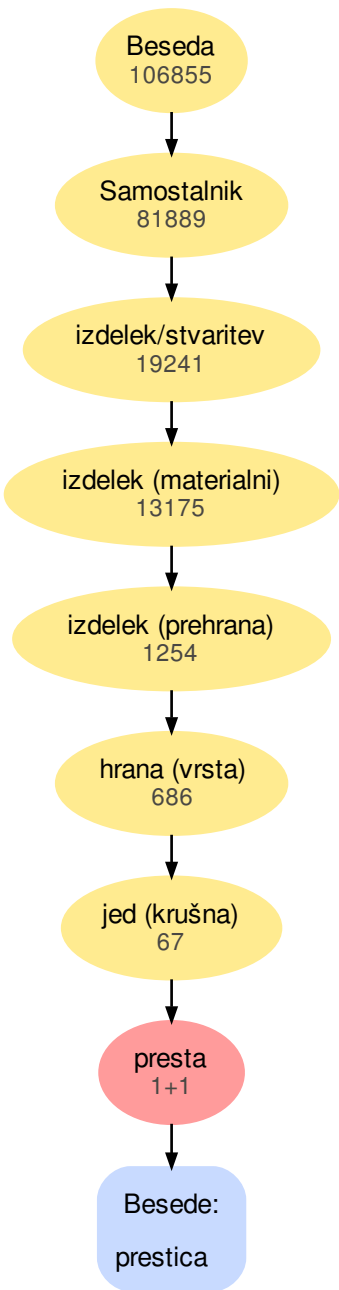 Beseda
106855
Samostalnik
81889
izdelek/stvaritev
19241
izdelek (materialni)
13175
izdelek (prehrana)
1254
hrana (vrsta)
686
jed (krušna)
67
presta
1+1
Besede:
prestica